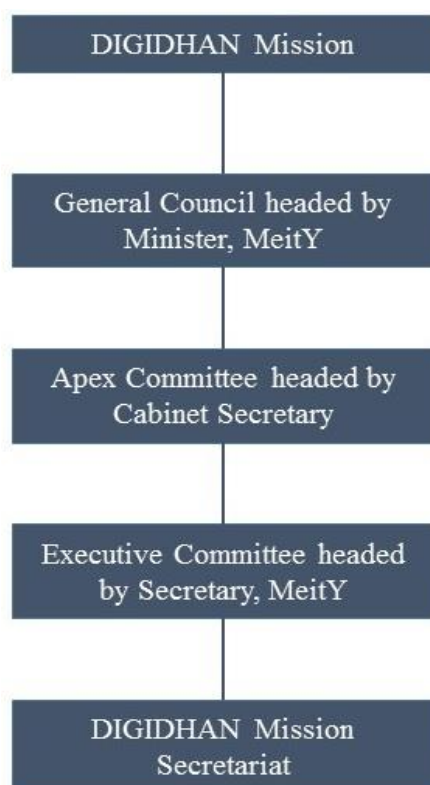 DIGIDHAN Mission
General Council headed by
Minister, MeitY
Apex Committee headed by
Cabinet Secretary
Executive Committee headed
by Secretary, MeitY
DIGIDHAN Mission
Secretariat